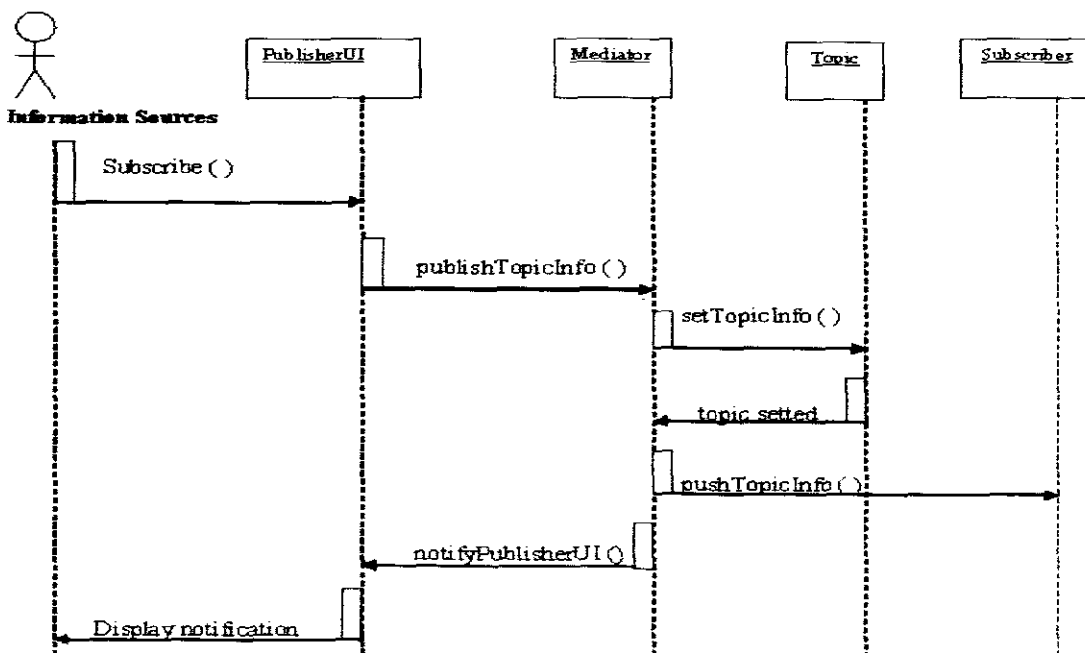 PublisherUI
Mediator
Topic
Subscriber
Information Sources
Subscribe ( )
publishTopicInfo ( )
setTopicInfo ( )
topic setted
pushTopicInfo ( )
notifyPublisherUI ()
Display notification